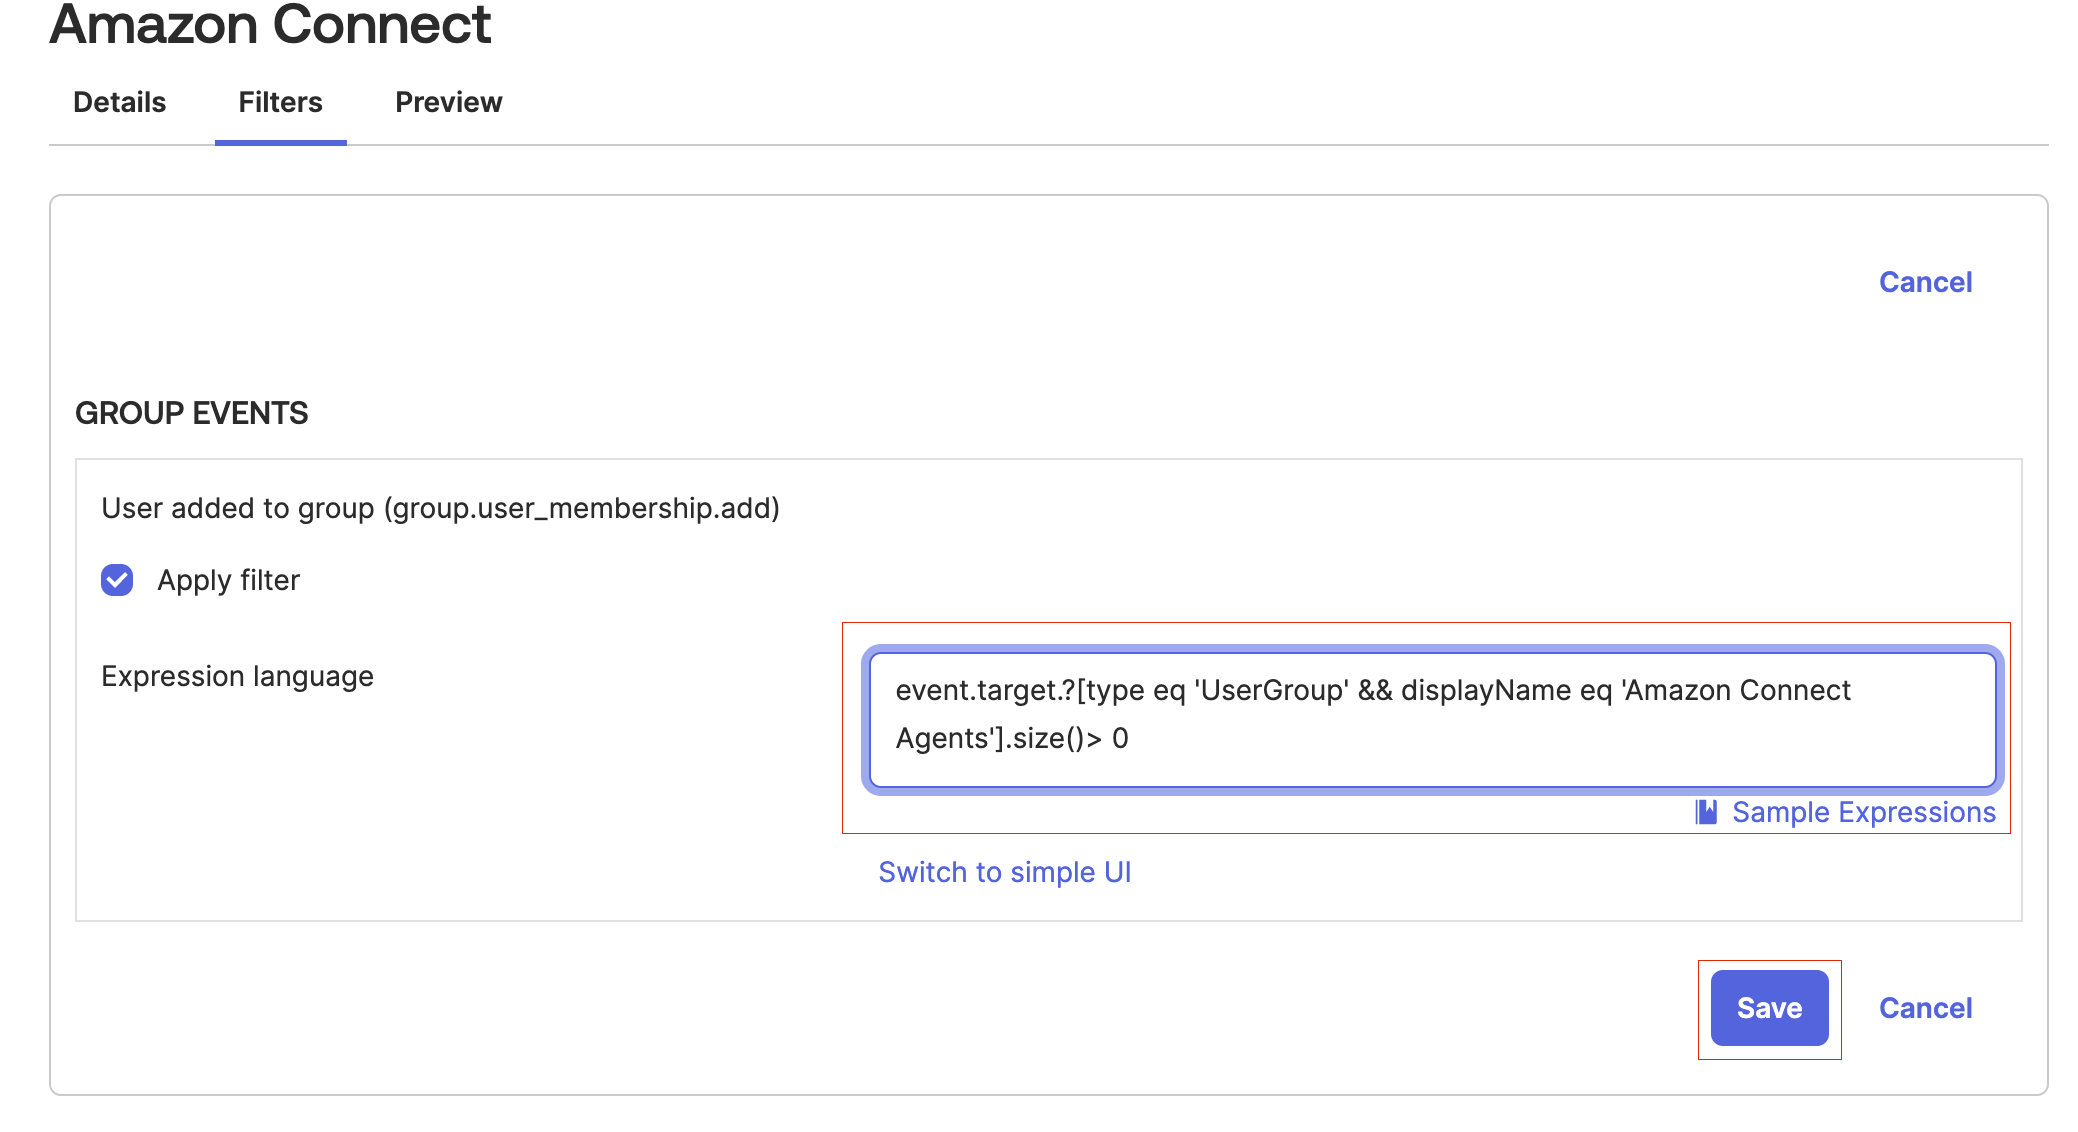 Amazon Connect
Details Filters Preview
Cancel
GROUP EVENTS
User added to group (group.user_membership.add)
Apply filter
Expression language
event.target.?[type eq 'UserGroup' && displayName eq 'Amazon Connect
Agents'].size()> 0
Sample Expressions
Switch to simple UI
Save Cancel